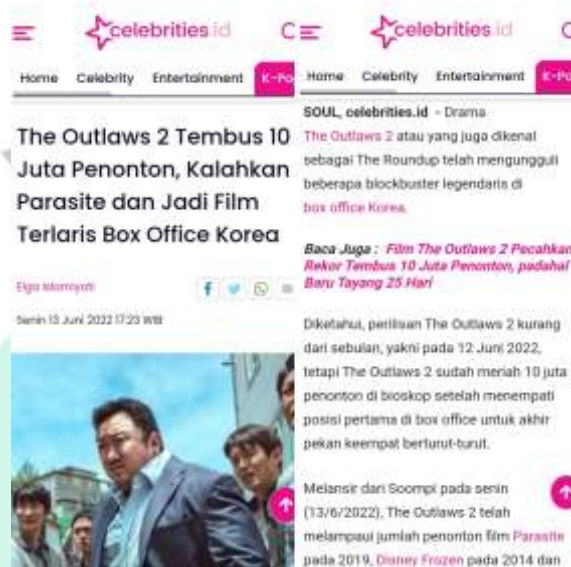 celebrities.id
Home Celebrity Entertainment K-Po
The Outlaws 2 Tembus 10
Juta Penonton, Kalahkan
Parasite dan Jadi Film
Terlaris Box Office Korea
Elga
Senin 13 Juni 2022 17:23 WIB
celebrities.id
Home Celebrity Entertainment K-Po
SOUL, celebrities.id - Drama
The Outlaws 2 atau yang juga dikenal
sebagai The Roundup telah mengungguli
beberapa blockbuster legendaris di
box office Korea.
Baca Juga : Film The Outlaws 2 Pecahkan
Rekor Tembus 10 Juta Penonton, padahal
Baru Tayang 25 Hari
Diketahui, perilisan The Outlaws 2 kurang
dari sebulan, yakni pada 12 Juni 2022,
tetapi The Outlaws 2 sudah meriah 10 juta
penonton di bioskop setelah menempati
posisi pertama di box office untuk akhir
pekan keempat berturut-turut.
Melansir dari Soompi pada senin
(13/6/2022), The Outlaws 2 telah
melampaui jumlah penonton film Parasite
pada 2019, Disney Frozen pada 2014 dan